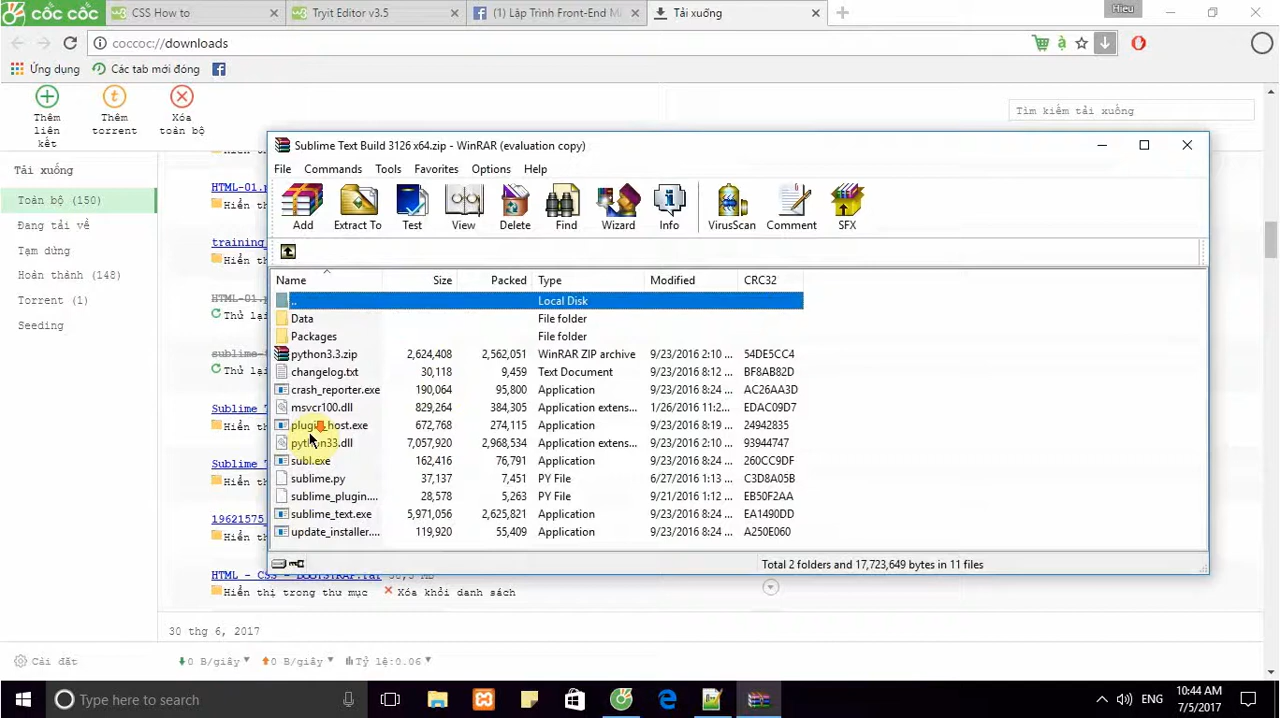 cốc cốc
CSS How to
Tryit Editor v3.5
(1) Lập Trình Front-End M
Tải xuống
Hieu
coccoc://downloads
Ứng dụng
Các tab mới đóng
Thêm liên kết
Thêm torrent
Xóa toàn bộ
Tìm kiếm tải xuống
Tải xuống
Toàn bộ (150)
Đang tải về
Tạm dừng
Hoàn thành (148)
Torrent (1)
Seeding
HTML-01.
training_
HTML-01.
Thử lạ
Thử lạ
Sublime
Sublime
19621575_
Sublime Text Build 3126 x64.zip - WinRAR (evaluation copy)
File Commands Tools Favorites Options Help
Add Extract To Test View Delete Find Wizard Info VirusScan Comment SFX
Name Size Packed Type Modified CRC32
.. Local Disk
Data File folder
Packages File folder
python3.3.zip 2,624,408 2,562,051 WinRAR ZIP archive 9/23/2016 2:10 ... 54DE5CC4
changelog.txt 30,118 9,459 Text Document 9/23/2016 8:12 ... BF8AB82D
crash_reporter.exe 190,064 95,800 Application 9/23/2016 8:24 ... AC26AA3D
msvcr100.dll 829,264 384,305 Application extens... 1/26/2016 11:2... EDAC09D7
plugin_host.exe 672,768 274,115 Application 9/23/2016 8:24 ... 24942835
python33.dll 7,057,920 2,968,534 Application extens... 9/23/2016 2:10 ... 93944747
subl.exe 162,416 76,791 Application 9/23/2016 8:24 ... 260CC9DF
sublime.py 37,137 7,451 PY File 6/27/2016 1:13 ... C3D8A05B
sublime_plugin.... 28,578 5,263 PY File 9/21/2016 1:12 ... EB50F2AA
sublime_text.exe 5,971,056 2,625,821 Application 9/23/2016 8:24 ... EA1490DD
update_installer.... 119,920 55,409 Application 9/23/2016 8:24 ... A250E060
Total 2 folders and 17,723,649 bytes in 11 files
HTML - CSS - BOOTSTRAP.rar
Hiển thị trong thư mục Xóa khỏi danh sách
30 thg 6, 2017
Cài đặt 0 B/giây 0 B/giây Tỷ lệ:0.06
Type here to search
ENG
10:44 AM
7/5/2017